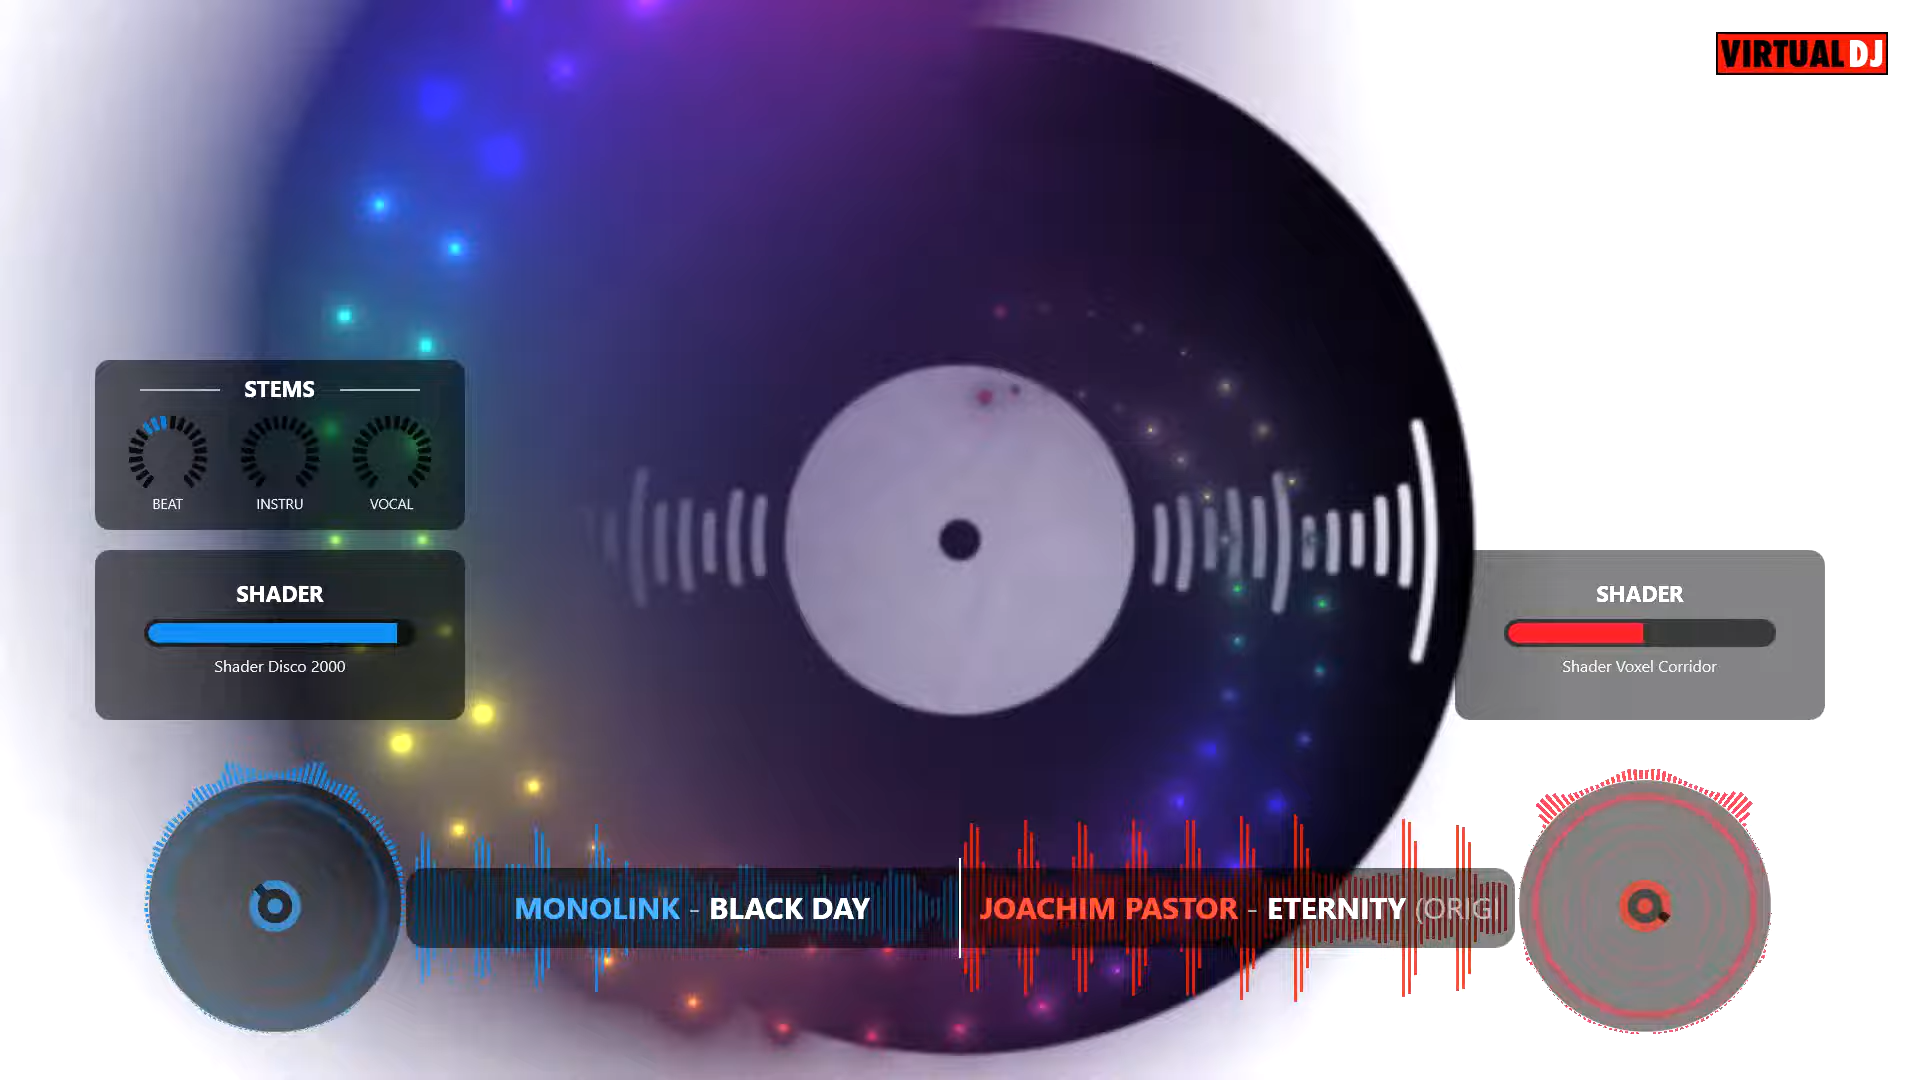 VIRTUAL DJ
STEMS
BEAT INSTRU VOCAL
SHADER
Shader Disco 2000
SHADER
Shader Voxel Corridor
MONOLINK - BLACK DAY
JOACHIM PASTOR - ETERNITY (ORIGI